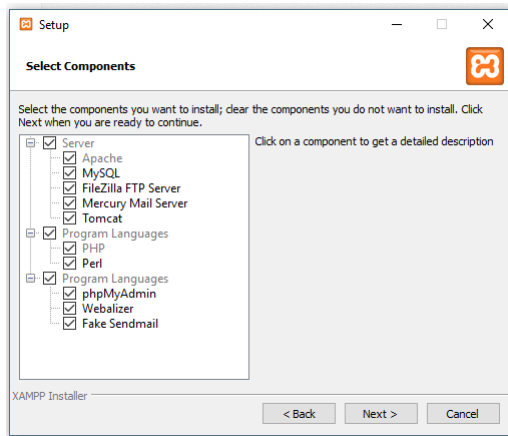 Setup
Select Components
Select the components you want to install; clear the components you do not want to install. Click
Next when you are ready to continue.
Server
Apache
MySQL
FileZilla FTP Server
Mercury Mail Server
Tomcat
Program Languages
PHP
Perl
Program Languages
phpMyAdmin
Webalizer
Fake Sendmail
Click on a component to get a detailed description
XAMPP Installer
< Back
Next >
Cancel